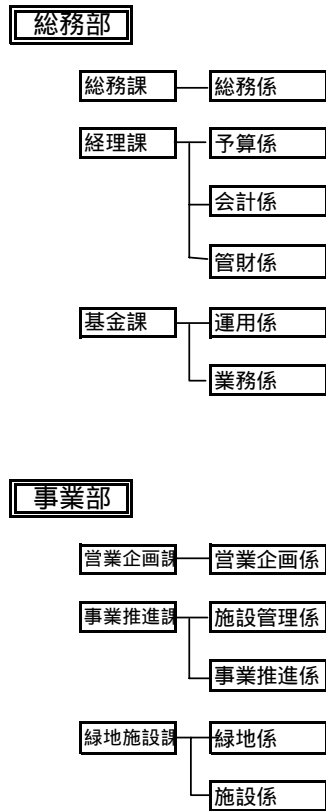 総務部
総務課 総務係
経理課 予算係
会計係
管財係
基金課 運用係
業務係
事業部
営業企画課 営業企画係
事業推進課 施設管理係
事業推進係
緑地施設課 緑地係
施設係